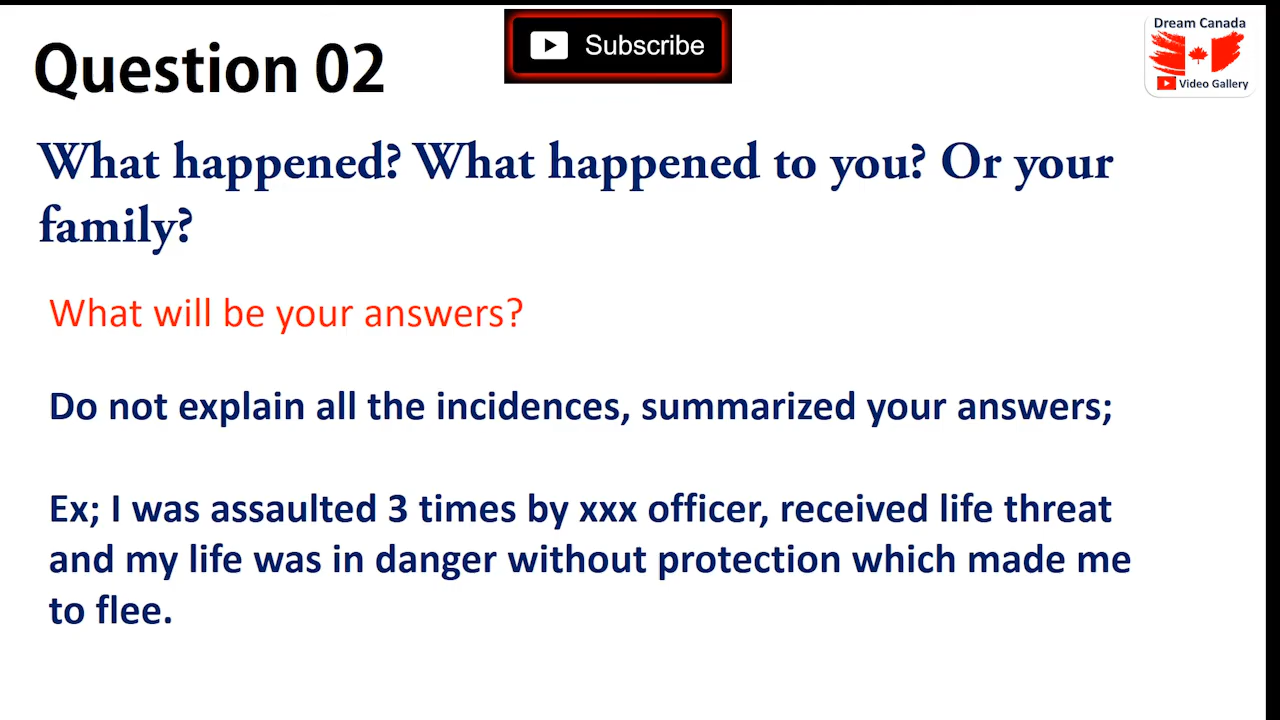 Subscribe
Dream Canada
Video Gallery
Question 02
What happened? What happened to you? Or your
family?
What will be your answers?
Do not explain all the incidences, summarized your answers;
Ex; I was assaulted 3 times by xxx officer, received life threat
and my life was in danger without protection which made me
to flee.